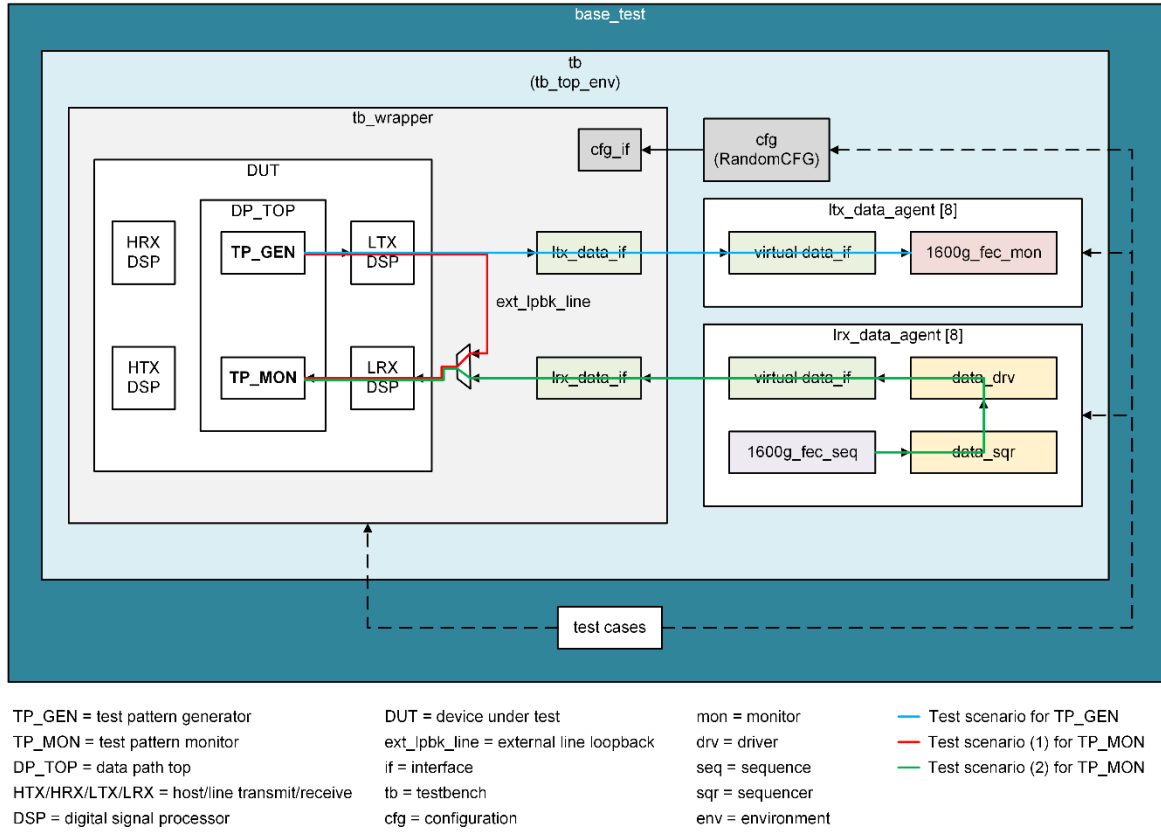 base_test
tb
(tb_top_env)
tb_wrapper
cfg_if
cfg
(RandomCFG)
DUT
DP_TOP
HRX
DSP
TP_GEN
LTX
DSP
ltx_data_if
ltx_data_agent [8]
virtual data_if
1600g_fec_mon
ext_lpbk_line
HTX
DSP
TP_MON
LRX
DSP
lrx_data_if
lrx_data_agent [8]
virtual data_if
data_drv
1600g_fec_seq
data_sqr
test cases
TP_GEN = test pattern generator
TP_MON = test pattern monitor
DP_TOP = data path top
HTX/HRX/LTX/LRX = host/line transmit/receive
DSP = digital signal processor
DUT = device under test
ext_lpbk_line = external line loopback
if = interface
tb = testbench
cfg = configuration
mon = monitor
drv = driver
seq = sequence
sqr = sequencer
env = environment
Test scenario for TP_GEN
Test scenario (1) for TP_MON
Test scenario (2) for TP_MON